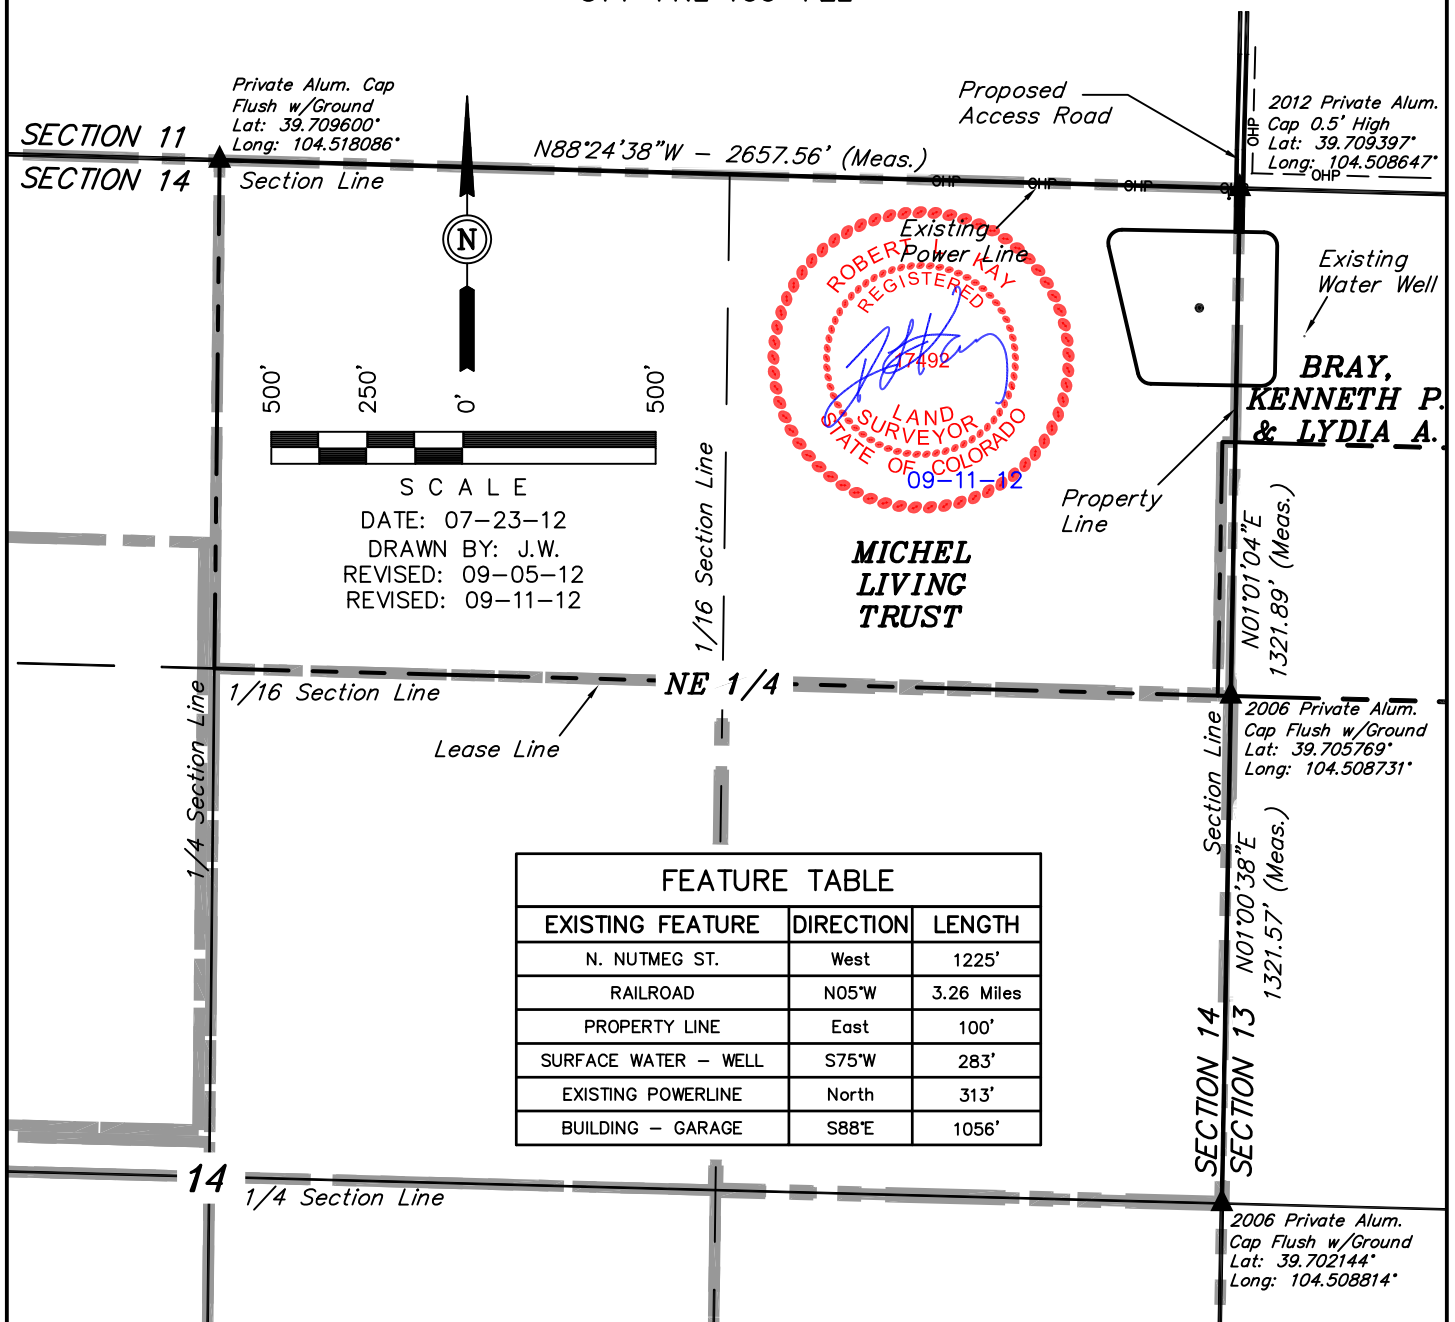 Private Alum. Cap
Flush w/Ground
Lat: 39.709600°
Long: 104.518086°
SECTION 11
SECTION 14
Section Line
N88°24'38"W - 2657.56' (Meas.)
Proposed
Access Road
2012 Private Alum.
Cap 0.5' High
Lat: 39.709397°
Long: 104.508647°
OHP
OHP
OHP
OHP
OHP
N
Existing
Power Line
Existing
Water Well
ROBERT L. KAY
REGISTERED
17492
LAND
SURVEYOR
STATE OF COLORADO
09-11-12
BRAY,
KENNETH P.
& LYDIA A.
500'
250'
0'
500'
SCALE
DATE: 07-23-12
DRAWN BY: J.W.
REVISED: 09-05-12
REVISED: 09-11-12
1/16 Section Line
Property
Line
MICHEL
LIVING
TRUST
N01°01'04"E
1321.89' (Meas.)
NE 1/4
1/16 Section Line
Lease Line
1/4 Section Line
2006 Private Alum.
Cap Flush w/Ground
Lat: 39.705769°
Long: 104.508731°
Section Line
N01°00'38"E
1321.57' (Meas.)
FEATURE TABLE
EXISTING FEATURE DIRECTION LENGTH
N. NUTMEG ST. West 1225'
RAILROAD N05°W 3.26 Miles
PROPERTY LINE East 100'
SURFACE WATER - WELL S75°W 283'
EXISTING POWERLINE North 313'
BUILDING - GARAGE S88°E 1056'
SECTION 14
SECTION 13
14
1/4 Section Line
2006 Private Alum.
Cap Flush w/Ground
Lat: 39.702144°
Long: 104.508814°